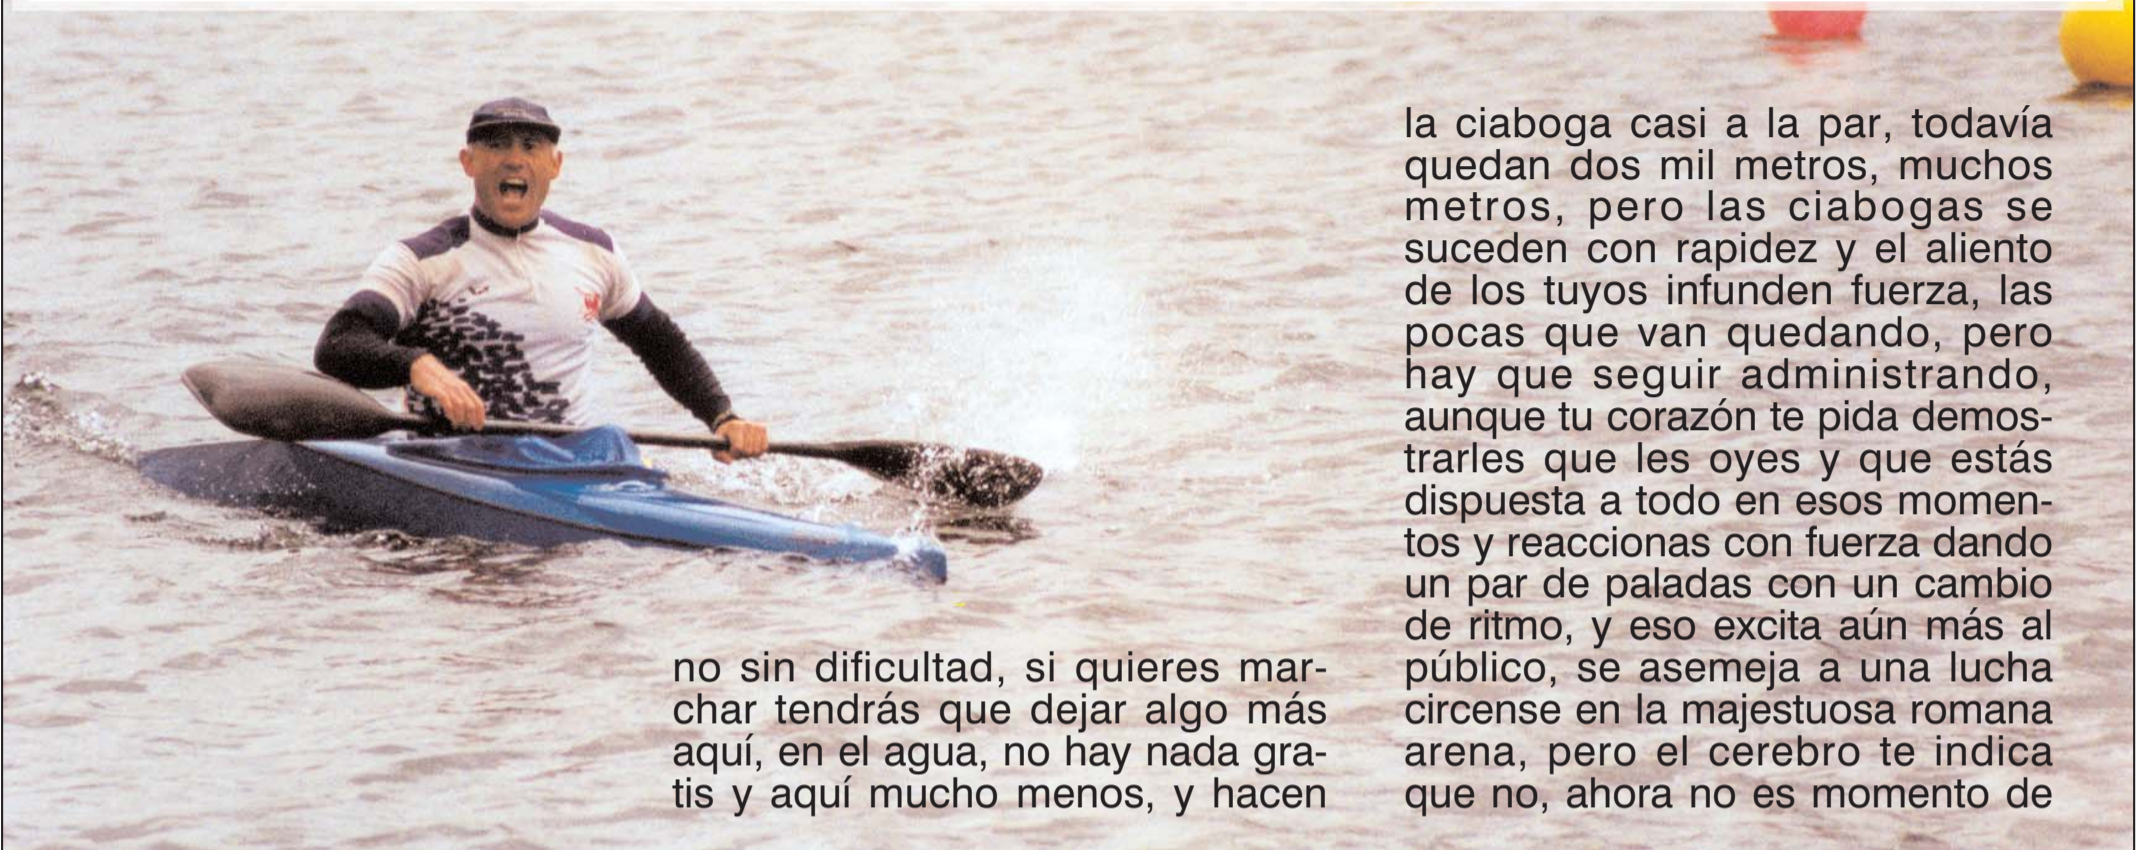 no sin dificultad, si quieres mar-
char tendrás que dejar algo más
aquí, en el agua, no hay nada gra-
tis y aquí mucho menos, y hacen
la ciaboga casi a la par, todavía
quedan dos mil metros, muchos
metros, pero las ciabogas se
suceden con rapidez y el aliento
de los tuyos infunden fuerza, las
pocas que van quedando, pero
hay que seguir administrando,
aunque tu corazón te pida demos-
trarles que les oyes y que estás
dispuesta a todo en esos momen-
tos y reaccionas con fuerza dando
un par de paladas con un cambio
de ritmo, y eso excita aún más al
público, se asemeja a una lucha
circense en la majestuosa romana
arena, pero el cerebro te indica
que no, ahora no es momento de